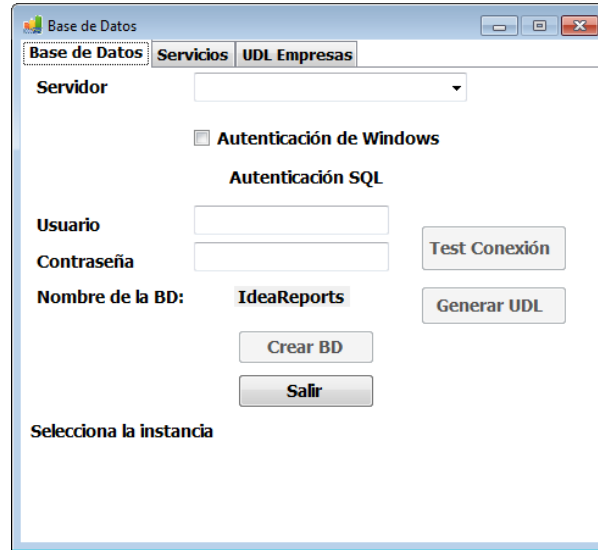 Base de Datos
Base de Datos Servicios UDL Empresas
Servidor
Autenticación de Windows
Autenticación SQL
Usuario
Contraseña
Test Conexión
Nombre de la BD: IdeaReports
Generar UDL
Crear BD
Salir
Selecciona la instancia